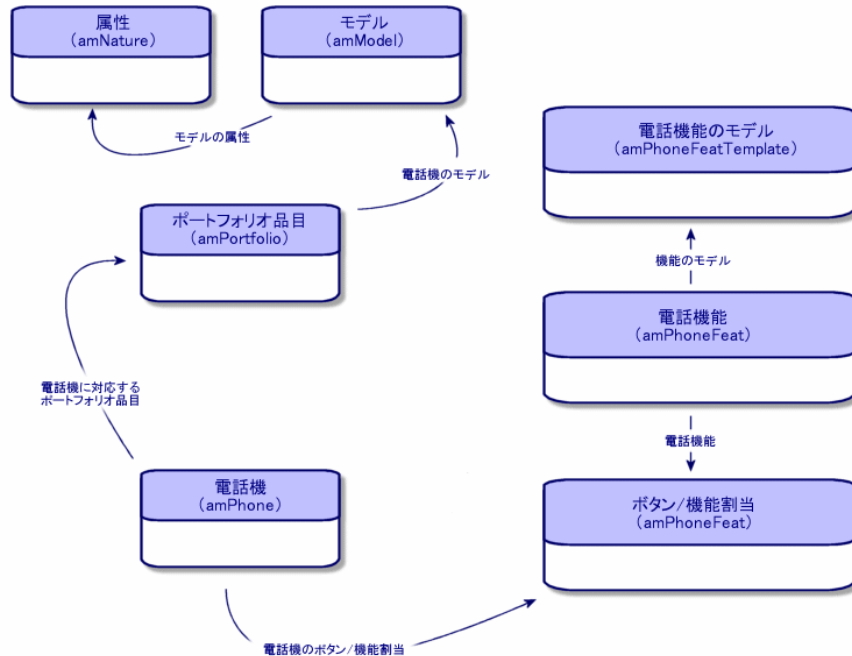 属性
(amNature)
モデル
(amModel)
モデルの属性
電話機のモデル
電話機能のモデル
(amPhoneFeatTemplate)
ポートフォリオ品目
(amPortfolio)
機能のモデル
電話機能
(amPhoneFeat)
電話機に対応する
ポートフォリオ品目
電話機能
電話機
(amPhone)
ボタン/機能割当
(amPhoneFeat)
電話機のボタン/機能割当